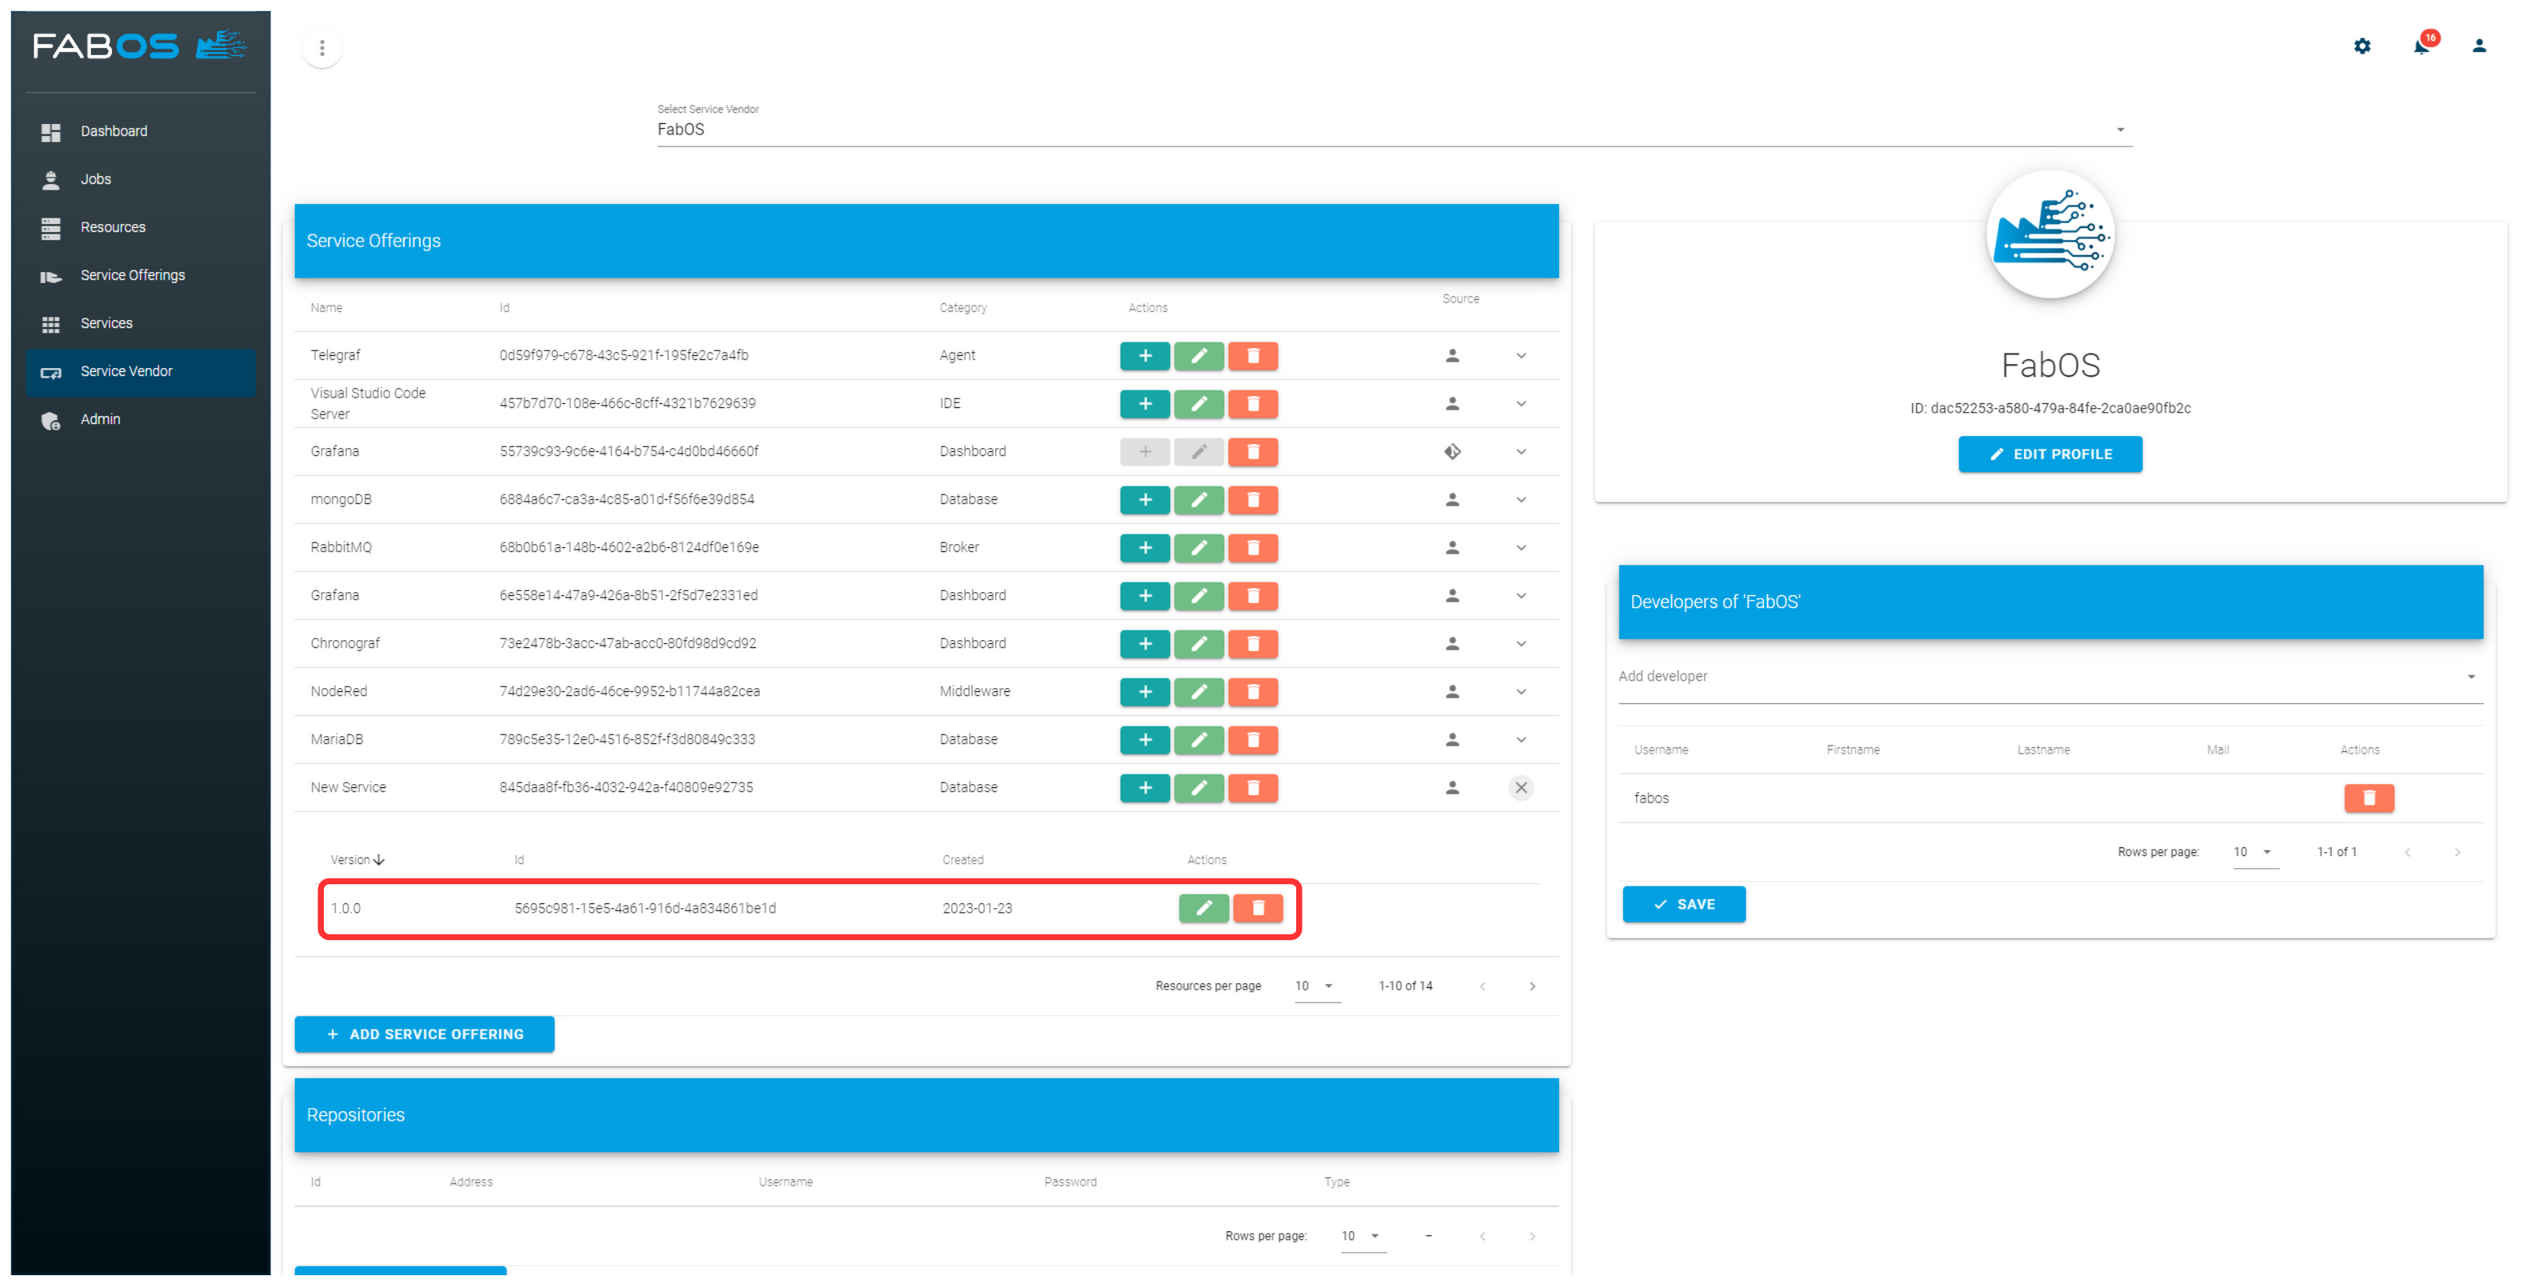 FABOS
16
Dashboard
Jobs
Resources
Service Offerings
Services
Service Vendor
Admin
Select Service Vendor
FabOS
Service Offerings
Name Id Category Actions Source
Telegraf 0d59f979-c678-43c5-921f-195fe2c7a4fb Agent
Visual Studio Code
Server 457b7d70-108e-466c-8cff-4321b7629639 IDE
Grafana 55739c93-9c6e-4164-b754-c4d0bd46660f Dashboard
mongoDB 6884a6c7-ca3a-4c85-a01d-f56f6e39d854 Database
RabbitMQ 68b0b61a-148b-4602-a2b6-8124df0e169e Broker
Grafana 6e558e14-47a9-426a-8b51-2f5d7e2331ed Dashboard
Chronograf 73e2478b-3acc-47ab-acc0-80fd98d9cd92 Dashboard
NodeRed 74d29e30-2ad6-46ce-9952-b11744a82cea Middleware
MariaDB 789c5e35-12e0-4516-852f-f3d80849c333 Database
New Service 845daa8f-fb36-4032-942a-f40809e92735 Database
Version Id Created Actions
1.0.0 5695c981-15e5-4a61-916d-4a834861be1d 2023-01-23
Resources per page 10 1-10 of 14
+ ADD SERVICE OFFERING
Repositories
Id Address Username Password Type
Rows per page: 10 –
FabOS
ID: dac52253-a580-479a-84fe-2ca0ae90fb2c
EDIT PROFILE
Developers of 'FabOS'
Add developer
Username Firstname Lastname Mail Actions
fabos
Rows per page: 10 1-1 of 1
SAVE